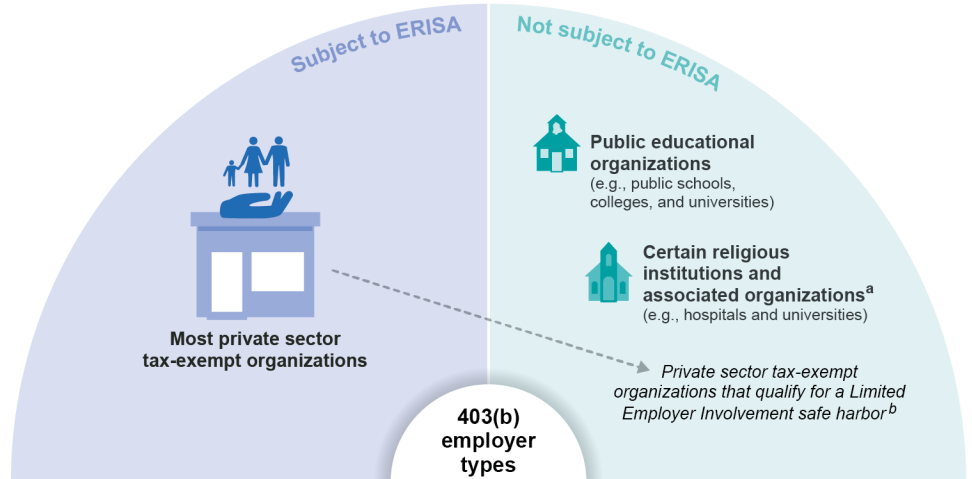 Subject to ERISA
Not subject to ERISA
Public educational
organizations
(e.g., public schools,
colleges, and universities)
Certain religious
institutions and
associated organizationsª
(e.g., hospitals and universities)
Most private sector
tax-exempt organizations
Private sector tax-exempt
organizations that qualify for a Limited
Employer Involvement safe harbor b
403(b)
employer
types